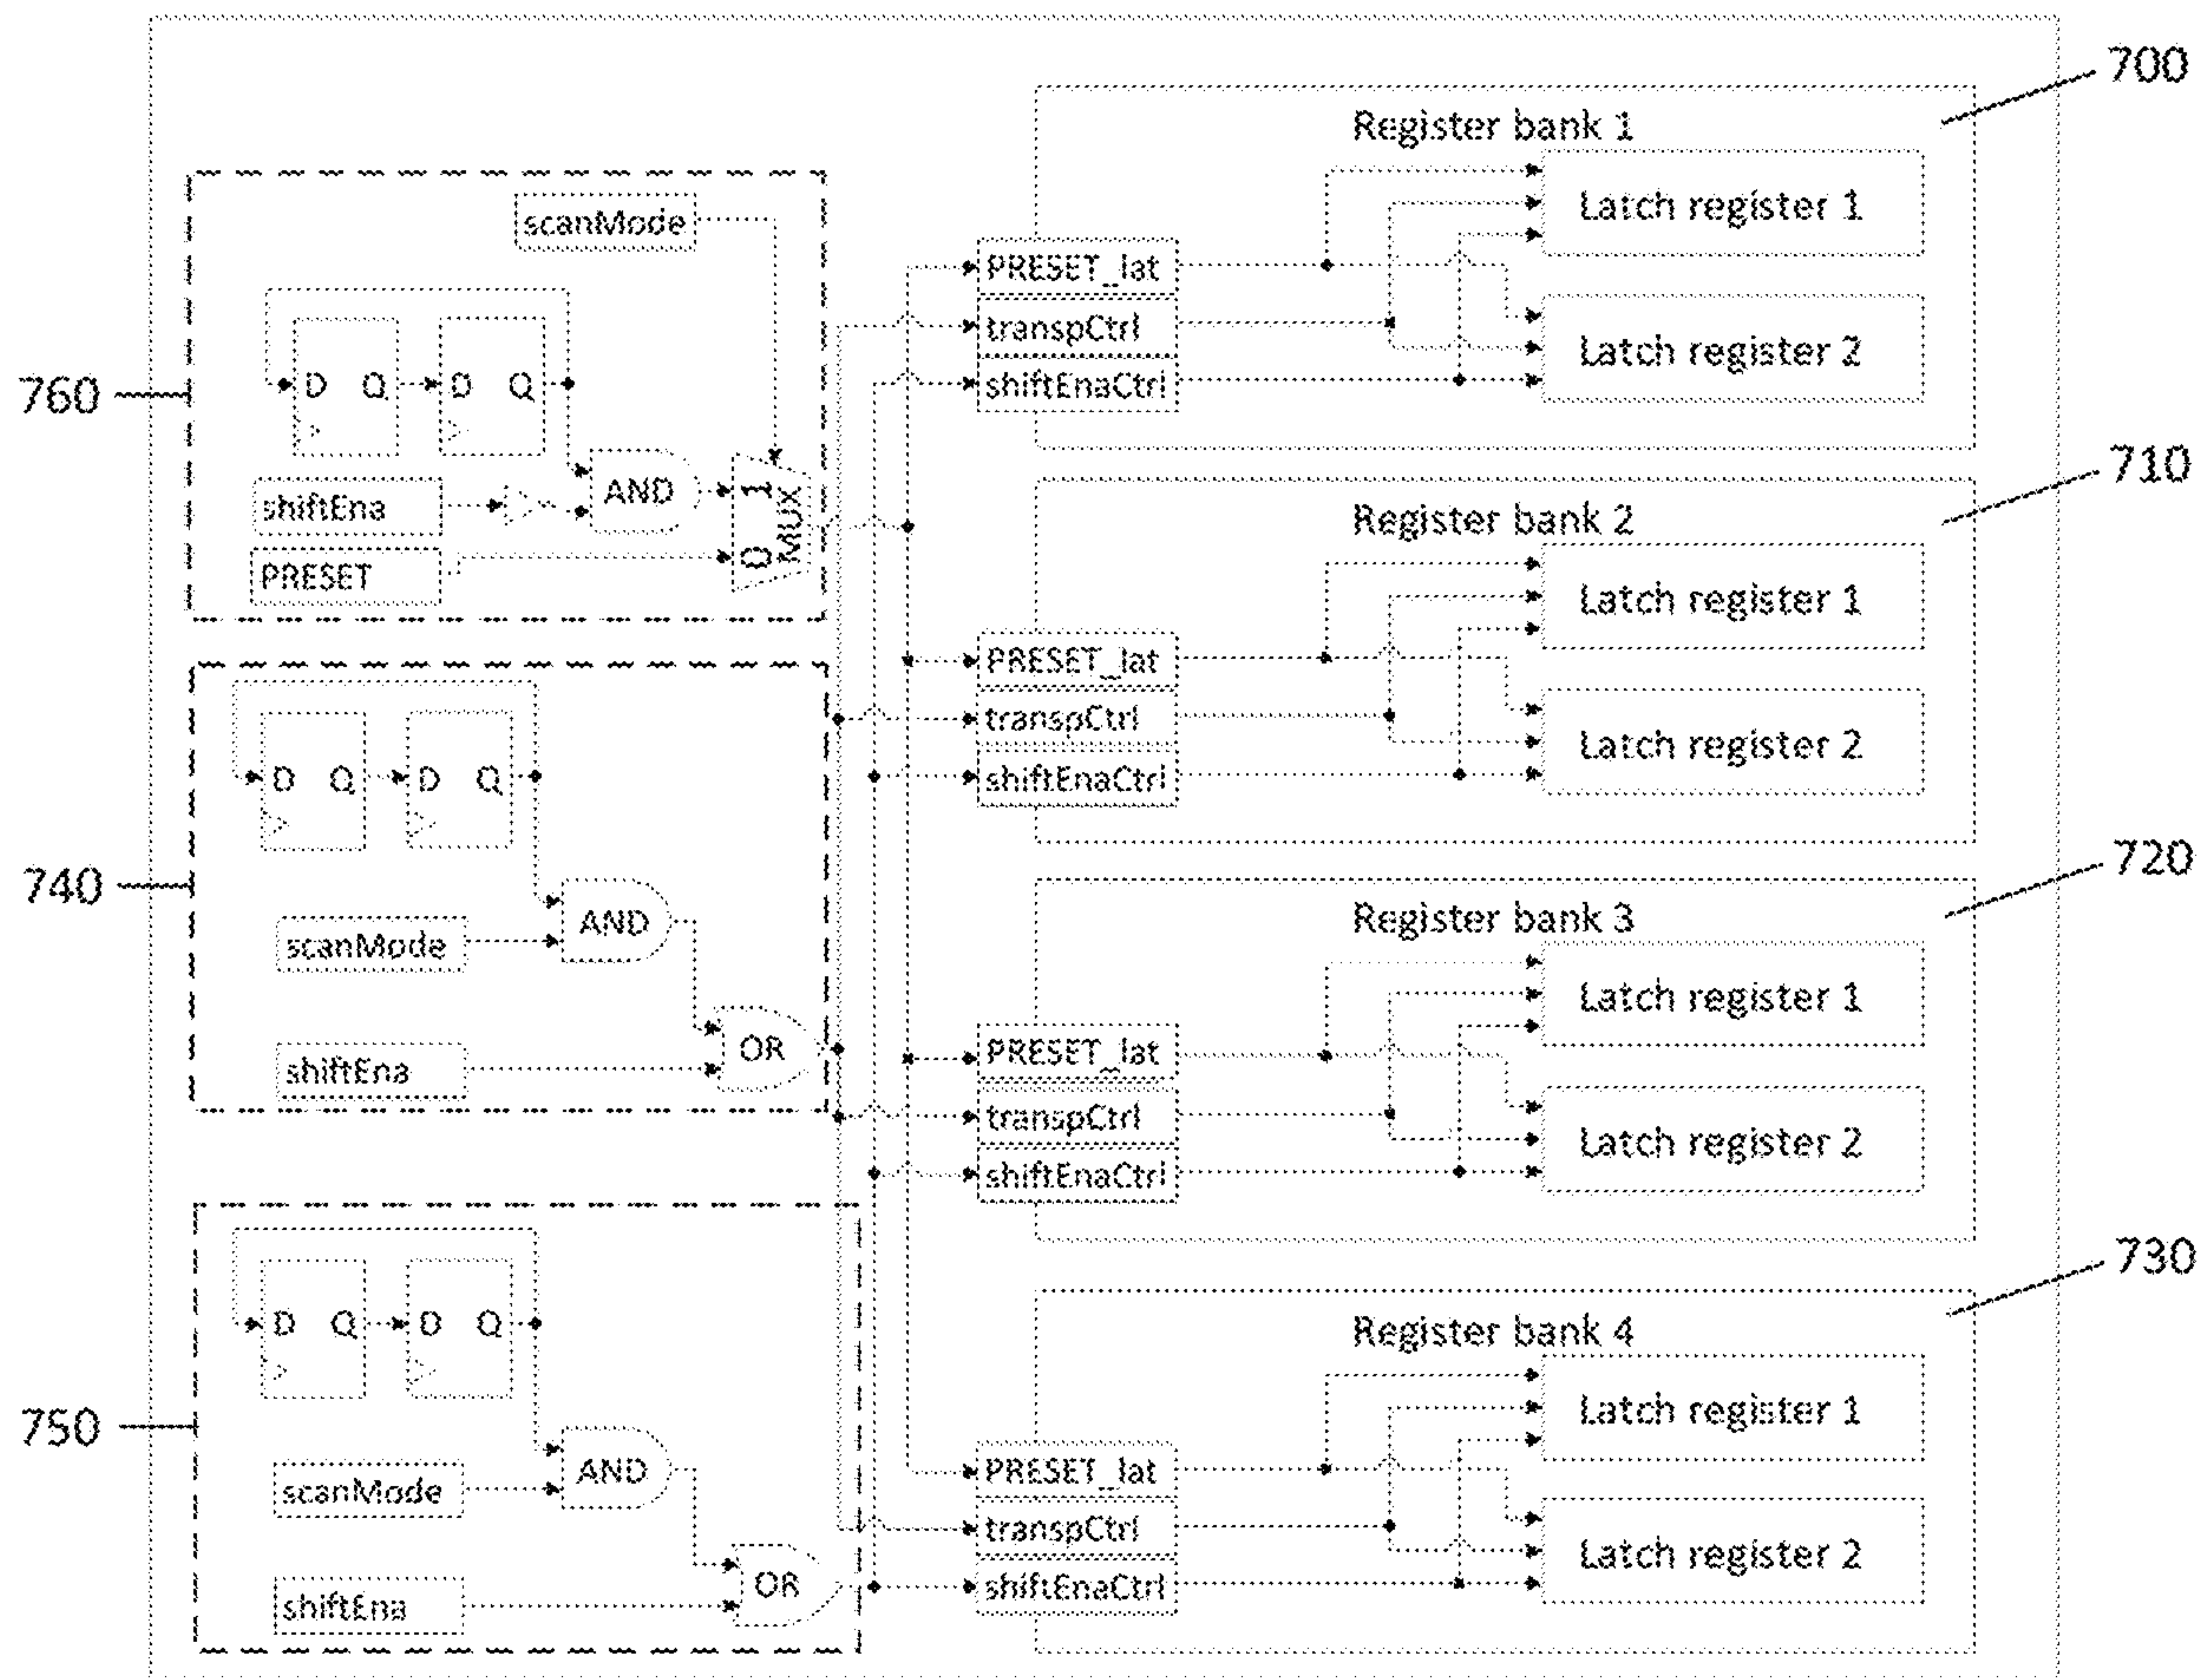 700
Register bank 1
Latch register 1
Latch register 2
PRESET_lat
transpCtrl
shiftEnaCtrl
760
scanMode
D Q D Q
shiftEna
AND
1
0
MUX
PRESET
710
Register bank 2
Latch register 1
Latch register 2
PRESET_lat
transpCtrl
shiftEnaCtrl
740
D Q D Q
AND
scanMode
OR
shiftEna
720
Register bank 3
Latch register 1
Latch register 2
PRESET_lat
transpCtrl
shiftEnaCtrl
750
D Q D Q
AND
scanMode
OR
shiftEna
730
Register bank 4
Latch register 1
Latch register 2
PRESET_lat
transpCtrl
shiftEnaCtrl